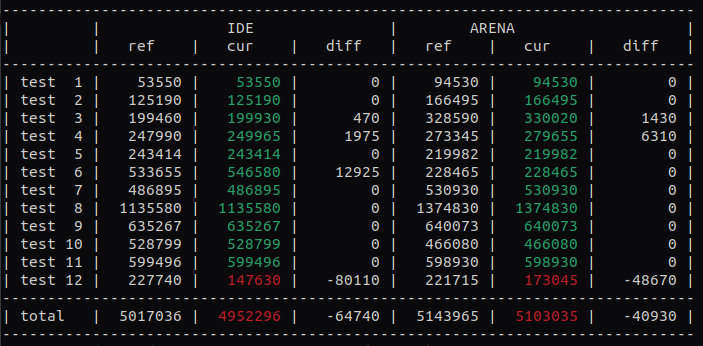 -----------------------------------------------------------------------------------
|          |               IDE                |         ARENA                     |
|          |   ref     |   cur     |   diff   |   ref     |   cur     |   diff    |
-----------------------------------------------------------------------------------
| test  1 | 53550 | 53550 | 0 | 94530 | 94530 | 0 |
| test  2 | 125190 | 125190 | 0 | 166495 | 166495 | 0 |
| test  3 | 199460 | 199930 | 470 | 328590 | 330020 | 1430 |
| test  4 | 247990 | 249965 | 1975 | 273345 | 279655 | 6310 |
| test  5 | 243414 | 243414 | 0 | 219982 | 219982 | 0 |
| test  6 | 533655 | 546580 | 12925 | 228465 | 228465 | 0 |
| test  7 | 486895 | 486895 | 0 | 530930 | 530930 | 0 |
| test  8 | 1135580 | 1135580 | 0 | 1374830 | 1374830 | 0 |
| test  9 | 635267 | 635267 | 0 | 640073 | 640073 | 0 |
| test 10 | 528799 | 528799 | 0 | 466080 | 466080 | 0 |
| test 11 | 599496 | 599496 | 0 | 598930 | 598930 | 0 |
| test 12 | 227740 | 147630 | -80110 | 221715 | 173045 | -48670 |
-----------------------------------------------------------------------------------
| total | 5017036 | 4952296 | -64740 | 5143965 | 5103035 | -40930 |
-----------------------------------------------------------------------------------